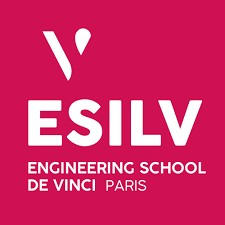 ESILV
ENGINEERING SCHOOL
DE VINCI PARIS